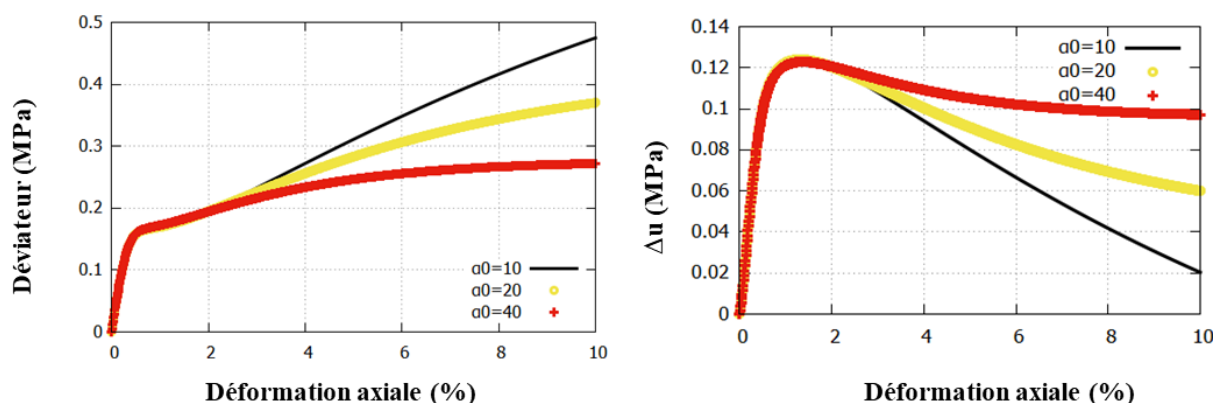 Déviateur (MPa)
0.5
0.4
0.3
0.2
0.1
0
α0=10
α0=20
α0=40
0 2 4 6 8 10
Déformation axiale (%)
Δu (MPa)
0.14
0.12
0.1
0.08
0.06
0.04
0.02
0
α0=10
α0=20
α0=40
0 2 4 6 8 10
Déformation axiale (%)